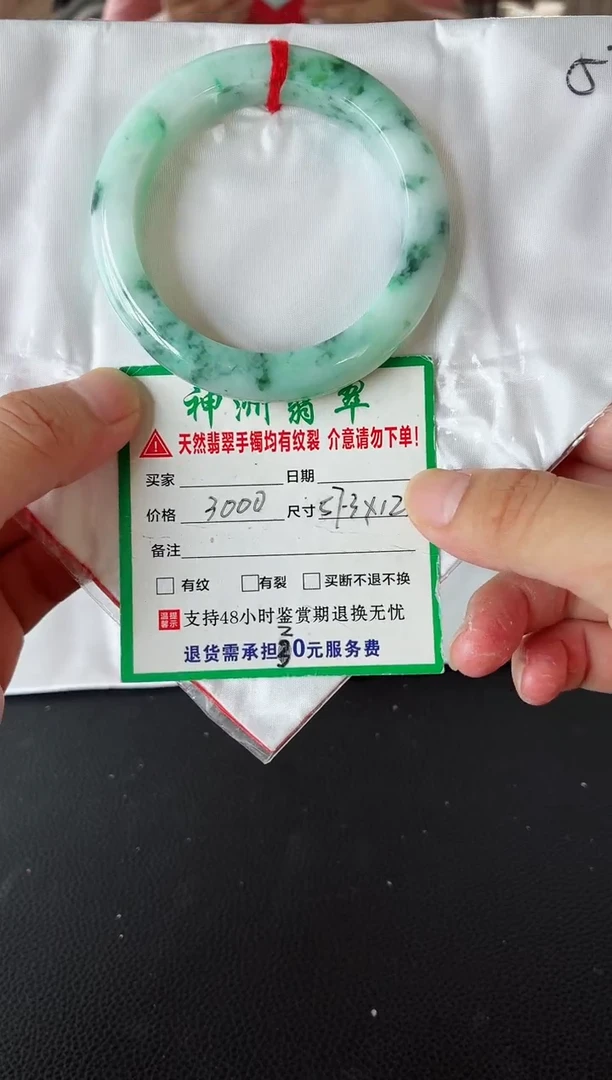 神洲翡翠
天然翡翠手镯均有纹裂 介意请勿下单!
买家 日期
价格 3000 尺寸 57-3X12
备注
有纹 有裂 买断不退不换
温馨提示 支持48小时鉴赏期退换无忧
退货需承担20元服务费